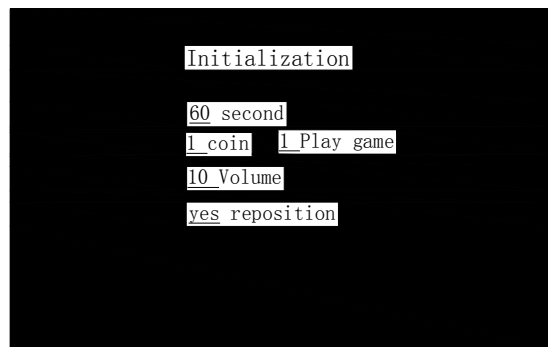 Initialization
60 second
1 coin 1 Play game
10 Volume
yes reposition